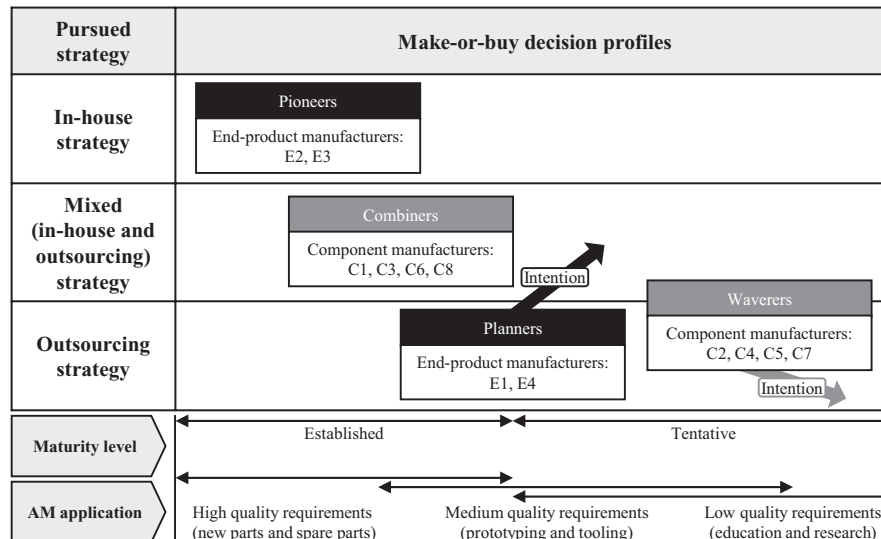 Pursued
strategy
Make-or-buy decision profiles
In-house
strategy
Pioneers
End-product manufacturers:
E2, E3
Mixed
(in-house and
outsourcing)
strategy
Combiners
Component manufacturers:
C1, C3, C6, C8
Intention
Outsourcing
strategy
Planners
End-product manufacturers:
E1, E4
Waverers
Component manufacturers:
C2, C4, C5, C7
Intention
Maturity level
Established
Tentative
AM application
High quality requirements
(new parts and spare parts)
Medium quality requirements
(prototyping and tooling)
Low quality requirements
(education and research)